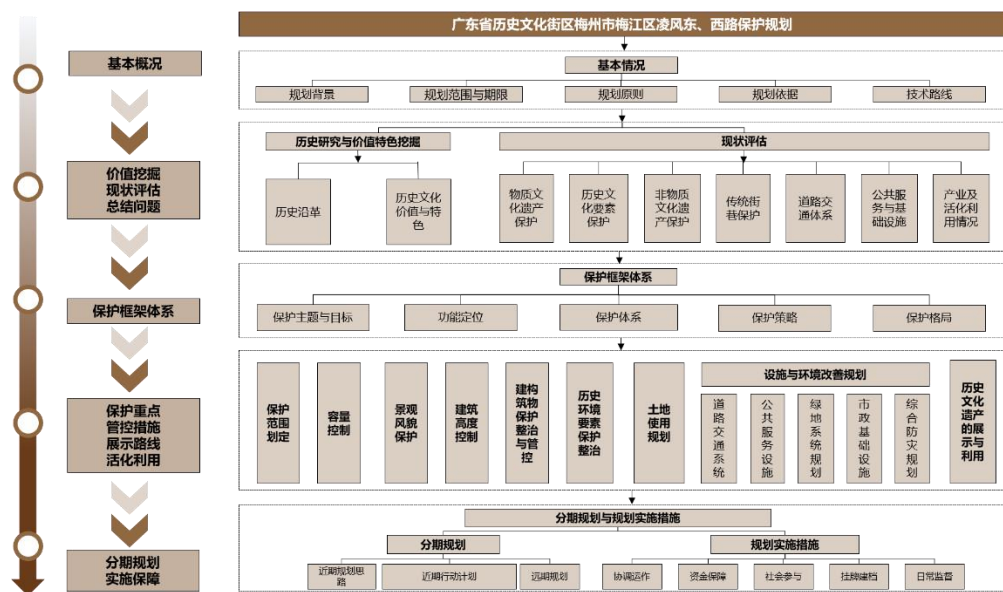 广东省历史文化街区梅州市梅江区凌风东、西路保护规划
基本概况
基本情况
规划背景
规划范围与期限
规划原则
规划依据
技术路线
价值挖掘
现状评估
总结问题
历史研究与价值特色挖掘
现状评估
历史沿革
历史文化
价值与特
色
物质文
化遗产
保护
历史文
化要素
保护
非物质
文化遗
产保护
传统街
巷保护
道路交
通体系
公共服
务与基
础设施
产业及
活化利
用情况
保护框架体系
保护框架体系
保护主题与目标
功能定位
保护体系
保护策略
保护格局
保护重点
管控措施
展示路线
活化利用
保护
范围
划定
容量
控制
景观
风貌
保护
建筑
高度
控制
建构
筑物
保护
整治
与管
控
历史
环境
要素
保护
整治
土地
使用
规划
设施与环境改善规划
道路交通系统
公共服务设施
绿地系统规划
市政基础设施
综合防灾规划
历史
文化
遗产
的展
示与
利用
分期规划
实施保障
分期规划与规划实施措施
分期规划
规划实施措施
近期规划思
路
近期行动计划
远期规划
协调运作
资金保障
社会参与
挂牌建档
日常监督